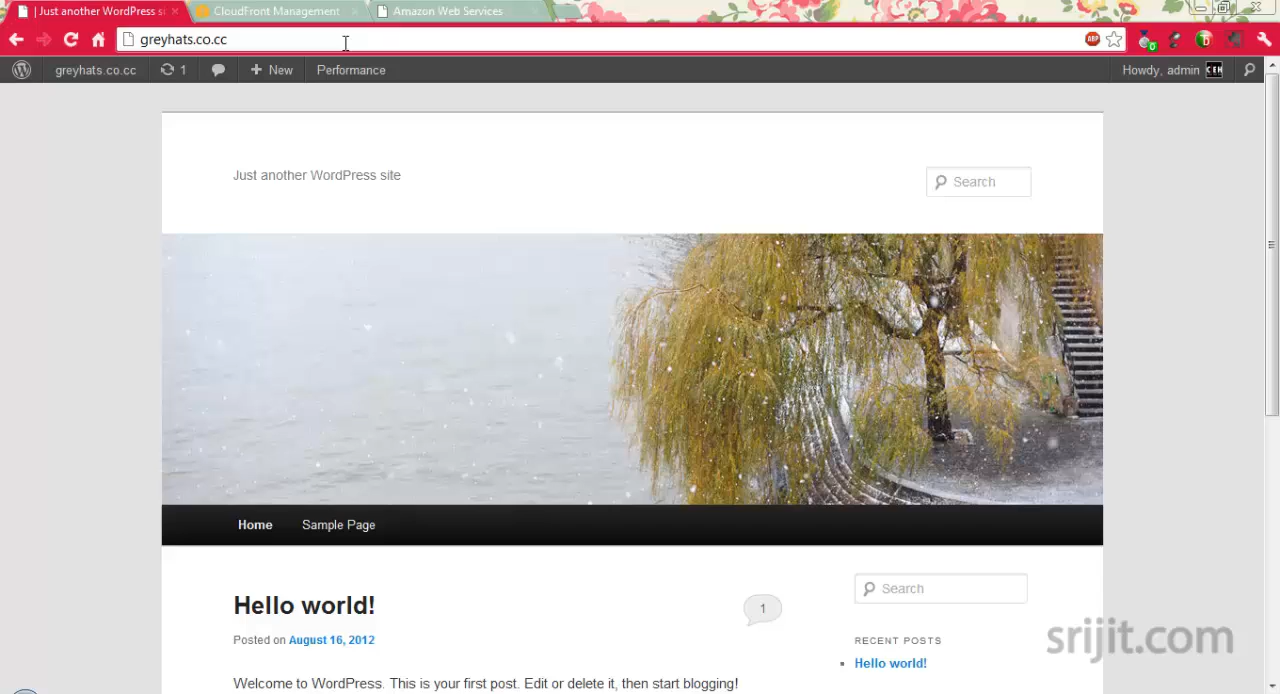 | Just another WordPress s
CloudFront Management
Amazon Web Services
greyhats.co.cc
ABP
0
b
greyhats.co.cc
1
New
Performance
Howdy, admin
CEH
Just another WordPress site
Search
Home
Sample Page
Hello world!
1
Search
Posted on August 16, 2012
RECENT POSTS
Hello world!
srijit.com
Welcome to WordPress. This is your first post. Edit or delete it, then start blogging!